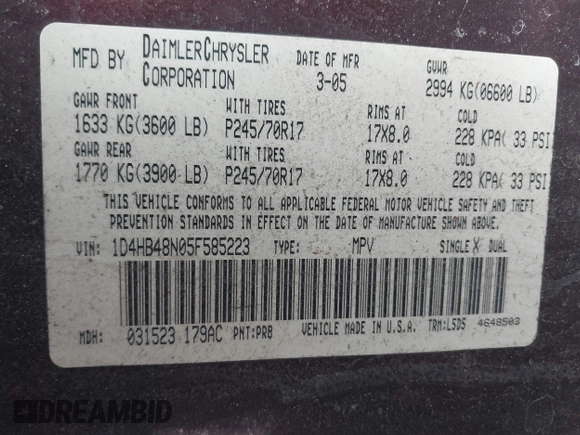 MFD BY DAIMLERCHRYSLER CORPORATION DATE OF MFR 3-05 GVWR 2994 KG(06600 LB)
GAWR FRONT WITH TIRES RIMS AT COLD
1633 KG(3600 LB) P245/70R17 17X8.0 228 KPA( 33 PSI
GAWR REAR WITH TIRES RIMS AT COLD
1770 KG(3900 LB) P245/70R17 17X8.0 228 KPA( 33 PSI
THIS VEHICLE CONFORMS TO ALL APPLICABLE FEDERAL MOTOR VEHICLE SAFETY AND THEFT
PREVENTION STANDARDS IN EFFECT ON THE DATE OF MANUFACTURE SHOWN ABOVE.
VIN: 1D4HB48N05F585223 TYPE: MPV SINGLE X DUAL
MDH: 031523 179AC PNT:PR8 VEHICLE MADE IN U.S.A. TRM:L5D5 4648503
DREAMBID